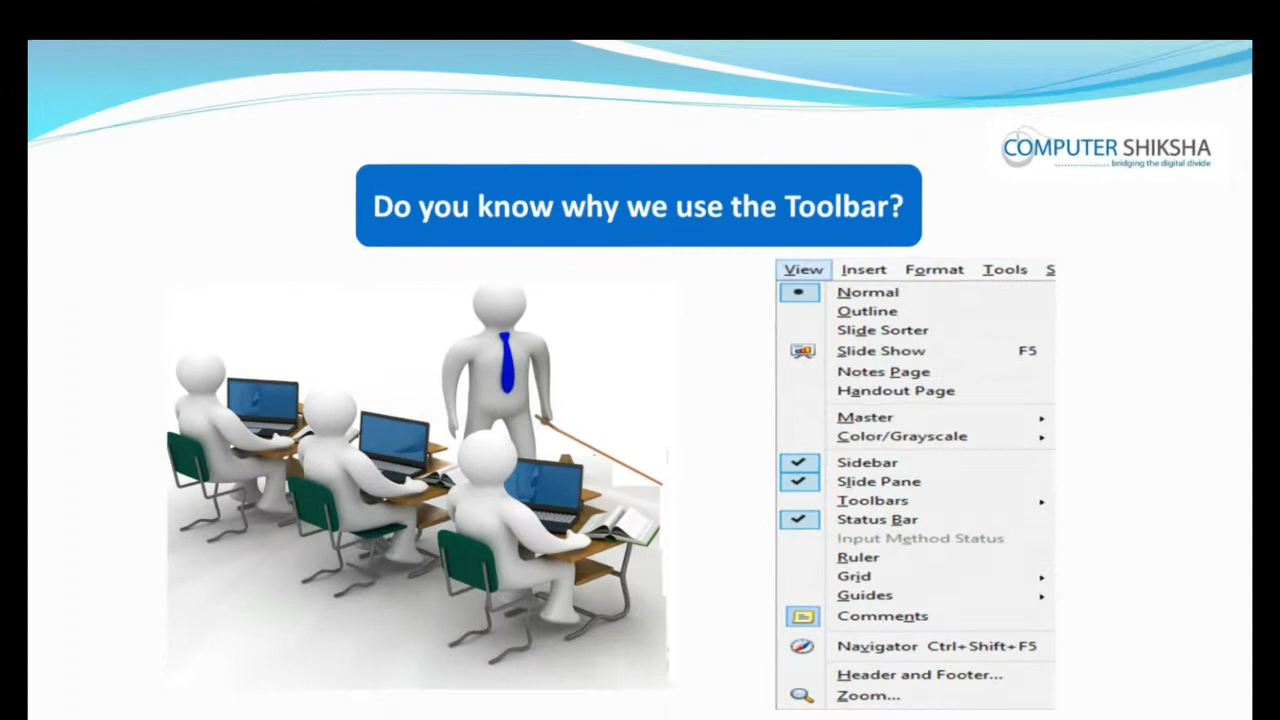 COMPUTER SHIKSHA
bridging the digital divide
Do you know why we use the Toolbar?
View Insert Format Tools S
Normal
Outline
Slide Sorter
Slide Show F5
Notes Page
Handout Page
Master
Color/Grayscale
Sidebar
Slide Pane
Toolbars
Status Bar
Input Method Status
Ruler
Grid
Guides
Comments
Navigator Ctrl+Shift+F5
Header and Footer...
Zoom...